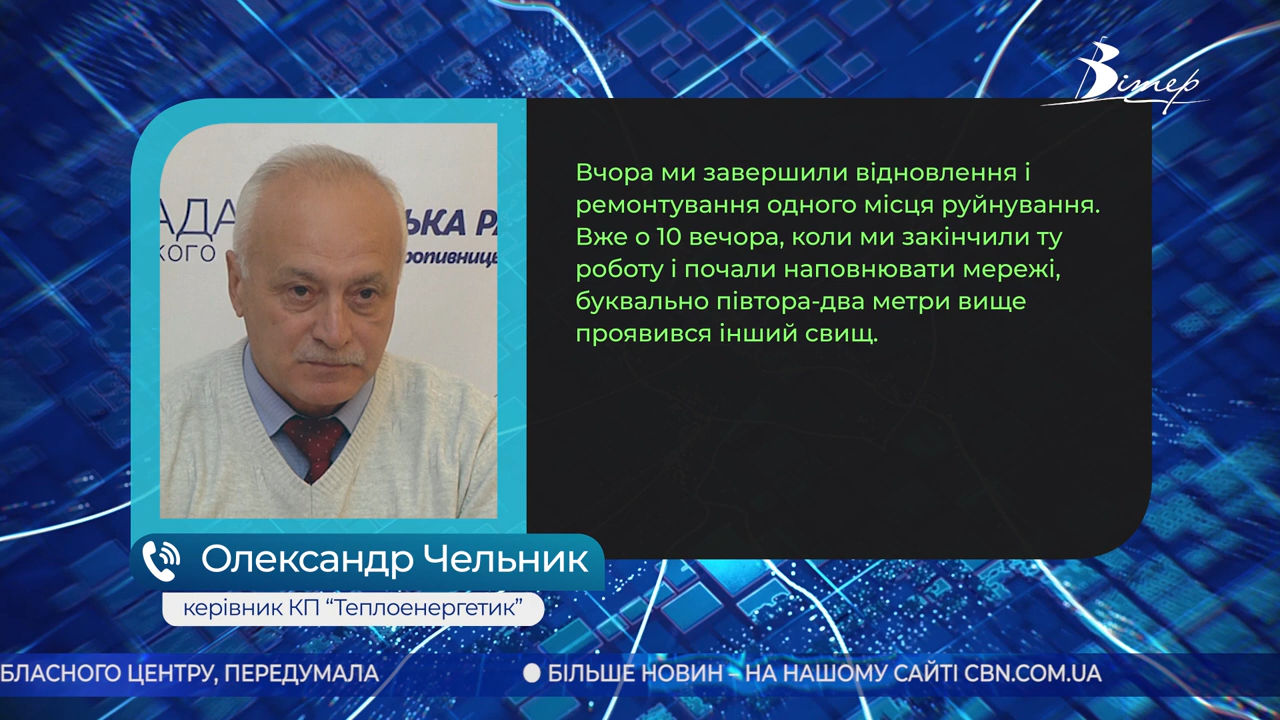 Вітер
Вчора ми завершили відновлення і
ремонтування одного місця руйнування.
Вже о 10 вечора, коли ми закінчили ту
роботу і почали наповнювати мережі,
буквально півтора-два метри вище
проявився інший свищ.
АДА
КОГО
ЬКА РА
ропивнице
Олександр Чельник
керівник КП “Теплоенергетик”
БЛАСНОГО ЦЕНТРУ, ПЕРЕДУМАЛА
БІЛЬШЕ НОВИН – НА НАШОМУ САЙТІ CBN.COM.UA